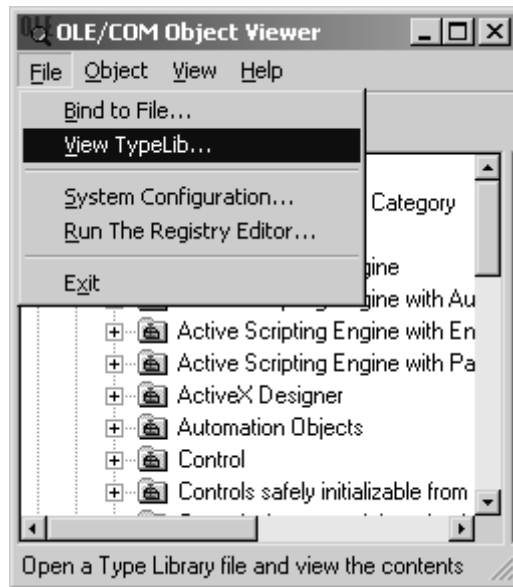 OLE/COM Object Viewer
File Object View Help
Bind to File...
View TypeLib...
System Configuration...
Category
Run The Registry Editor...
gine
Exit
gine with Au
Active Scripting Engine with En
Active Scripting Engine with Pa
ActiveX Designer
Automation Objects
Control
Controls safely initializable from
Open a Type Library file and view the contents